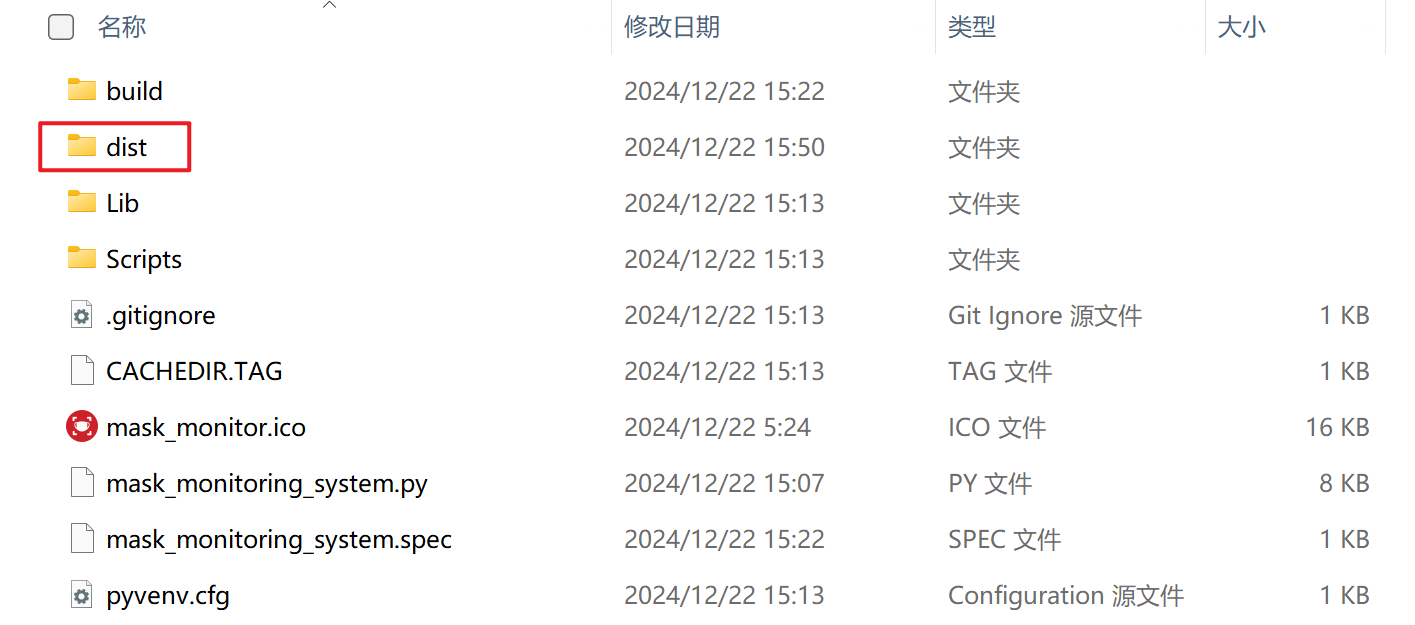 名称 修改日期 类型 大小
build 2024/12/22 15:22 文件夹
dist 2024/12/22 15:50 文件夹
Lib 2024/12/22 15:13 文件夹
Scripts 2024/12/22 15:13 文件夹
.gitignore 2024/12/22 15:13 Git Ignore 源文件 1 KB
CACHEDIR.TAG 2024/12/22 15:13 TAG 文件 1 KB
mask_monitor.ico 2024/12/22 5:24 ICO 文件 16 KB
mask_monitoring_system.py 2024/12/22 15:07 PY 文件 8 KB
mask_monitoring_system.spec 2024/12/22 15:22 SPEC 文件 1 KB
pyvenv.cfg 2024/12/22 15:13 Configuration 源文件 1 KB